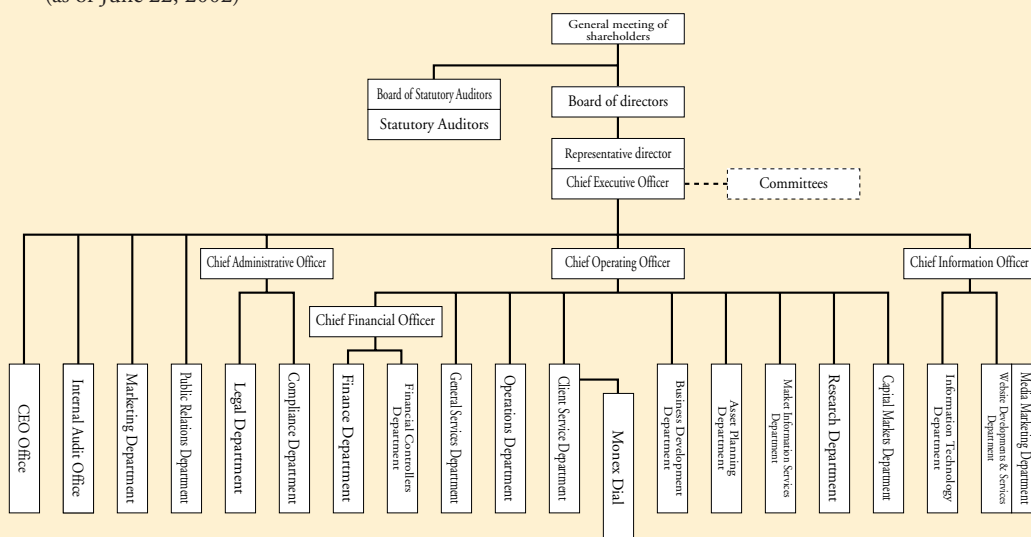 (as of June 22, 2002)
General meeting of
shareholders
Board of Statutory Auditors
Statutory Auditors
Board of directors
Representative director
Chief Executive Officer
Committees
Chief Administrative Officer
Chief Operating Officer
Chief Information Officer
Chief Financial Officer
CEO Office
Internal Audit Office
Marketing Department
Public Relations Department
Legal Department
Compliance Department
Finance Department
Financial Controllers
Department
General Services Department
Operations Department
Client Service Department
Monex Dial
Business Development
Department
Asset Planning
Department
Market Information Services
Department
Research Department
Capital Markets Department
Information Technology
Department
Website Developments & Services
Department
Media Marketing Department